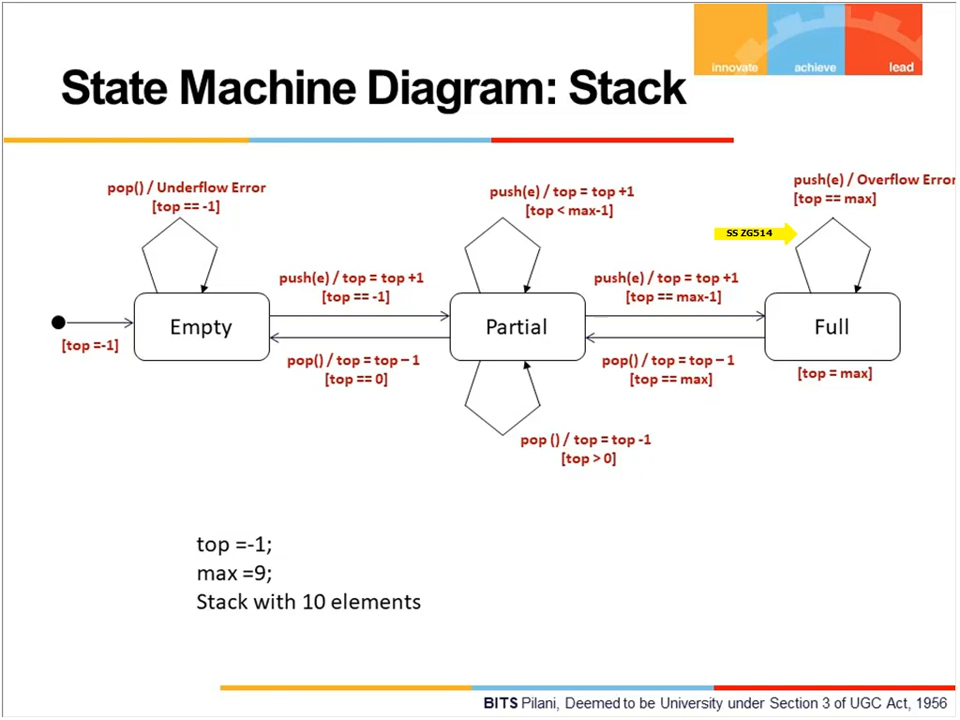 innovate achieve lead
State Machine Diagram: Stack
pop() / Underflow Error
[top == -1]
push(e) / top = top +1
[top < max-1]
push(e) / Overflow Error
[top == max]
SS ZG514
push(e) / top = top +1
[top == -1]
push(e) / top = top +1
[top == max-1]
Empty
Partial
Full
[top =-1]
pop() / top = top – 1
[top == 0]
pop() / top = top – 1
[top == max]
[top = max]
pop () / top = top -1
[top > 0]
top =-1;
max =9;
Stack with 10 elements
BITS Pilani, Deemed to be University under Section 3 of UGC Act, 1956